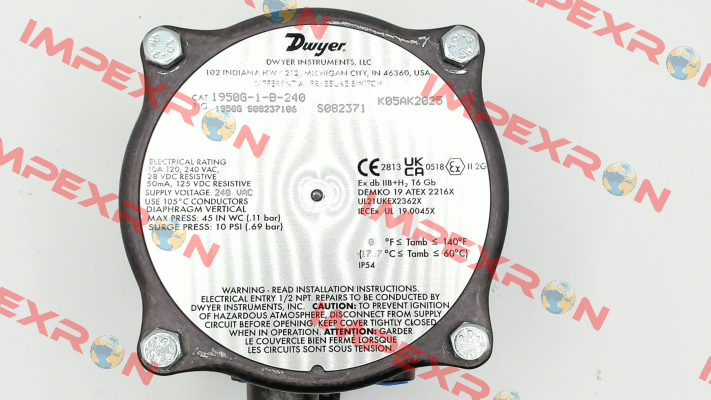 Dwyer
DWYER INSTRUMENTS, LLC
102 INDIANA HWY 212, MICHIGAN CITY, IN 46360, USA
DIFFERENTIAL PRESSURE SWITCH
CAT 1950G-1-B-240 K05AK2025
NO. 1950G S08237106 S082371
ELECTRICAL RATING
10A 120, 240 VAC,
28 VDC RESISTIVE
50mA, 125 VDC RESISTIVE
SUPPLY VOLTAGE: 240 VAC
USE 105°C CONDUCTORS
DIAPHRAGM VERTICAL
MAX PRESS: 45 IN WC (.11 bar)
SURGE PRESS: 10 PSI (.69 bar)
CE 2813 UK CA 0518 Ex II 2G
Ex db IIB+H₂ T6 Gb
DEMKO 19 ATEX 2216X
UL21UKEX2362X
IECEx UL 19.0045X
0 °F ≤ Tamb ≤ 140°F
(17.7 °C ≤ Tamb ≤ 60°C)
IP54
WARNING - READ INSTALLATION INSTRUCTIONS.
ELECTRICAL ENTRY 1/2 NPT. REPAIRS TO BE CONDUCTED BY
DWYER INSTRUMENTS, INC. CAUTION: TO PREVENT IGNITION
OF HAZARDOUS ATMOSPHERE, DISCONNECT FROM SUPPLY
CIRCUIT BEFORE OPENING. KEEP COVER TIGHTLY CLOSED
WHEN IN OPERATION. ATTENTION: GARDER
LE COUVERCLE BIEN FERMÉ LORSQUE
LES CIRCUITS SONT SOUS TENSION
IMPEXRON
IMPEXRON
IMPEXRON
IMPEXRON
IMPEXRON
IMPEXRON